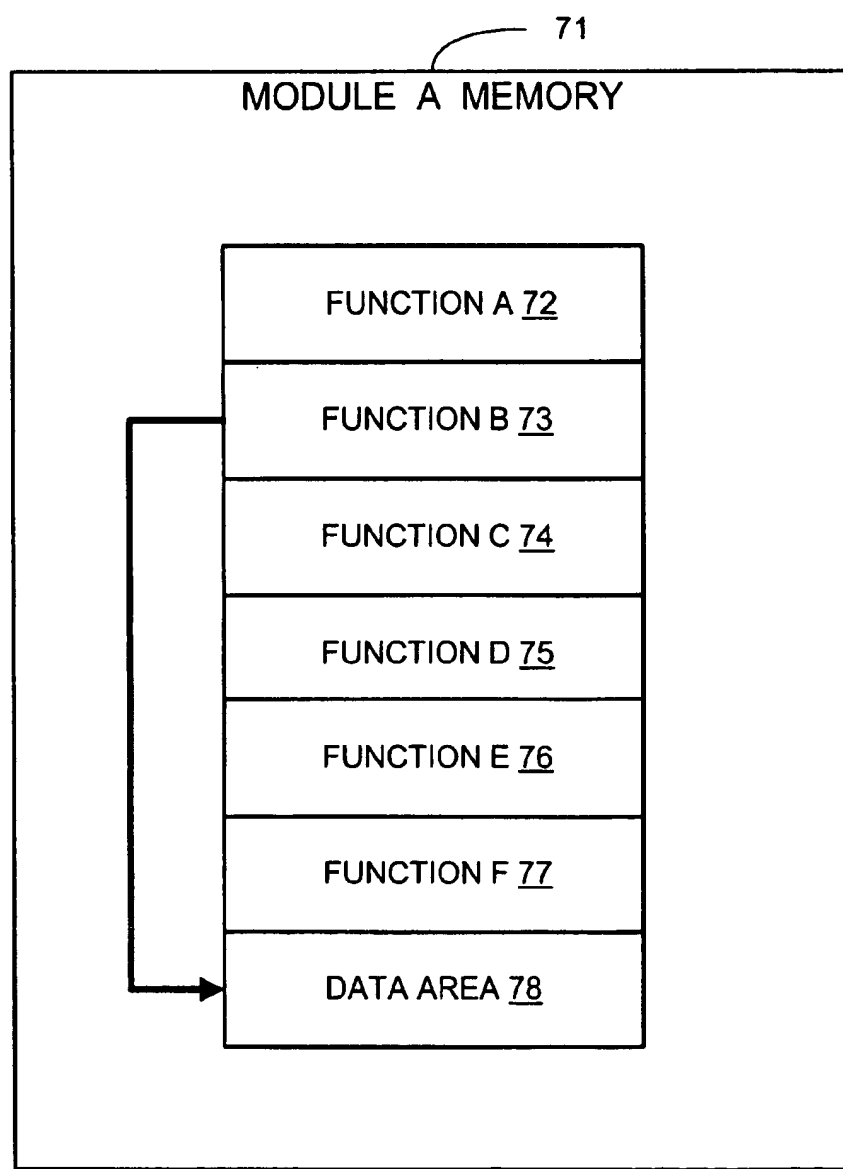 71
MODULE A MEMORY
FUNCTION A 72
FUNCTION B 73
FUNCTION C 74
FUNCTION D 75
FUNCTION E 76
FUNCTION F 77
DATA AREA 78